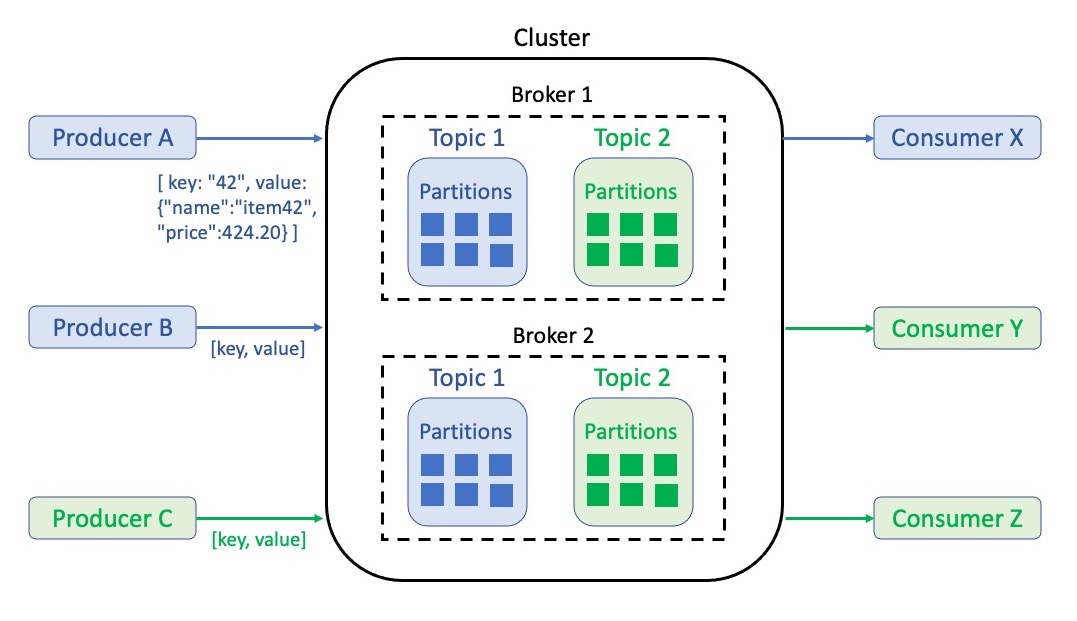 Cluster
Broker 1
Producer A
Topic 1
Topic 2
Consumer X
[ key: "42", value:
{"name":"item42",
"price":424.20} ]
Partitions
Partitions
Producer B
[key, value]
Broker 2
Consumer Y
Topic 1
Topic 2
Partitions
Partitions
Producer C
[key, value]
Consumer Z